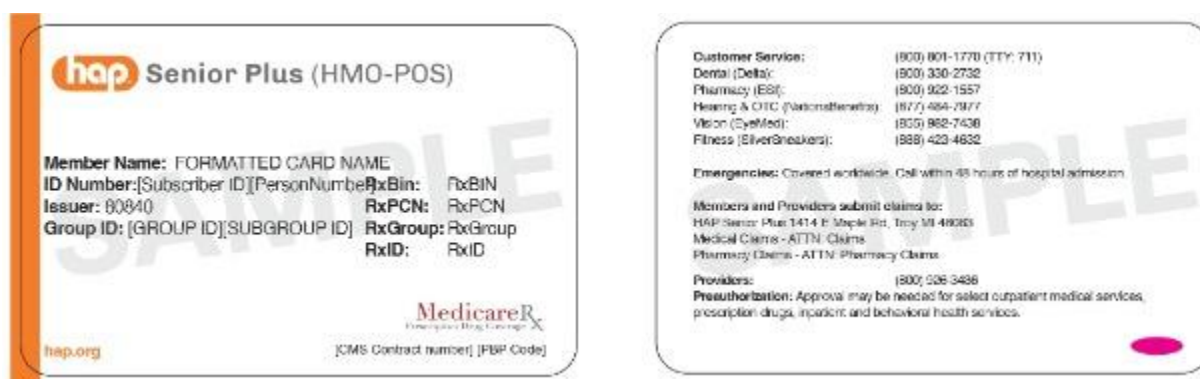 hap Senior Plus (HMO-POS)
SAMPLE
Member Name: FORMATTED CARD NAME
ID Number:[Subscriber ID][PersonNumber] RxBin: RxBIN
Issuer: 80840 RxPCN: RxPCN
Group ID: [GROUP ID][SUBGROUP ID] RxGroup: RxGroup
RxID: RxID
MedicareRx
Prescription Drug Coverage
hap.org [CMS Contract number] [PBP Code]
Customer Service: (800) 801-1770 (TTY: 711)
Dental (Delta): (800) 330-2732
Pharmacy (ESI): (800) 922-1557
Hearing & OTC (NationsBenefits): (877) 484-7977
Vision (EyeMed): (855) 982-7438
Fitness (SilverSneakers): (888) 423-4632
SAMPLE
Emergencies: Covered worldwide. Call within 48 hours of hospital admission.
Members and Providers submit claims to:
HAP Senior Plus 1414 E Maple Rd, Troy MI 48083
Medical Claims - ATTN: Claims
Pharmacy Claims - ATTN: Pharmacy Claims
Providers: (800)
Preauthorization: Approval may be needed for select outpatient medical services,
prescription drugs, inpatient and behavioral health services.